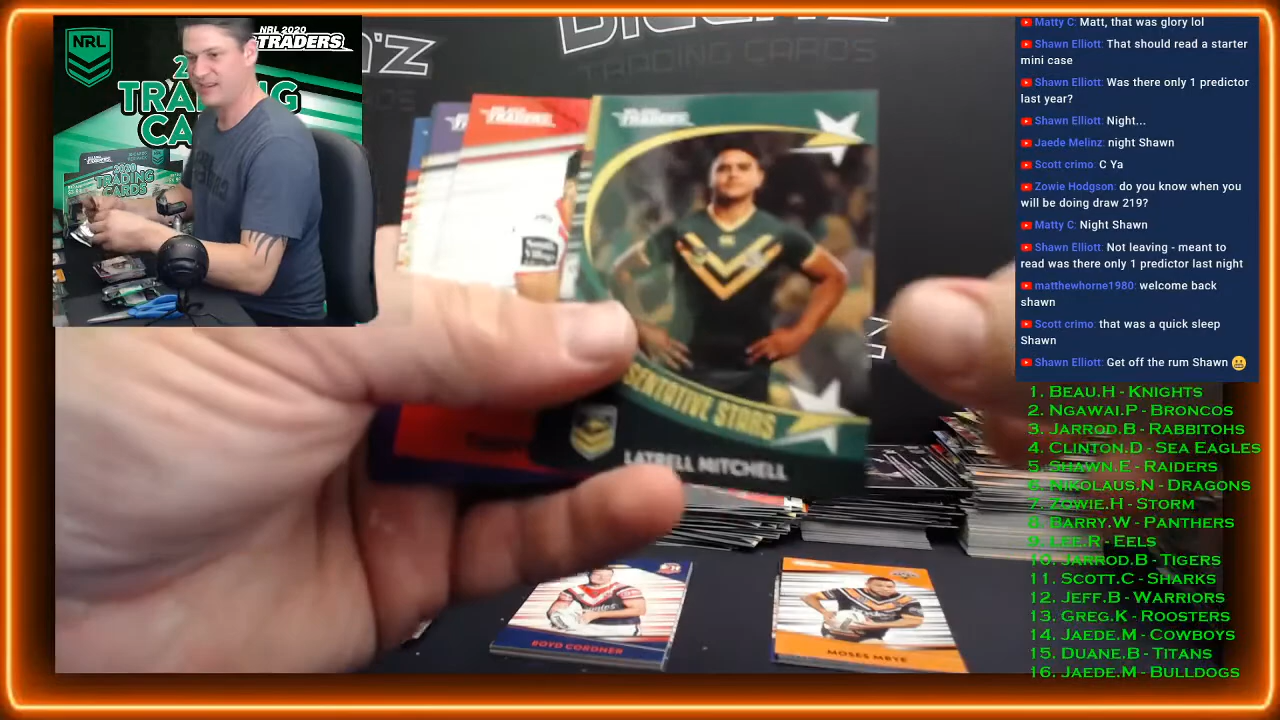 NRL
NRL 2020
TRADERS
TRADING CARDS
TRADERS
TRADERS
SENTATIVE STARS
LATRELL MITCHELL
BOYD CORDNER
MOSES MBYE
Matty C: Matt, that was glory lol
Shawn Elliott: That should read a starter
mini case
Shawn Elliott: Was there only 1 predictor
last year?
Shawn Elliott: Night...
Jaede Melinz: night Shawn
Scott crimo: C Ya
Zowie Hodgson: do you know when you
will be doing draw 219?
Matty C: Night Shawn
Shawn Elliott: Not leaving - meant to
read was there only 1 predictor last night
matthewhorne1980: welcome back
shawn
Scott crimo: that was a quick sleep
Shawn
Shawn Elliott: Get off the rum Shawn 🤐
1. Beau.H - Knights
2. Ngawai.P - Broncos
3. Jarrod.B - Rabbitohs
4. Clinton.D - Sea Eagles
5. Shawn.E - Raiders
6. Nikolaus.N - Dragons
7. Zowie.H - Storm
8. Barry.W - Panthers
9. Lee.R - Eels
10. Jarrod.B - Tigers
11. Scott.C - Sharks
12. Jeff.B - Warriors
13. Greg.K - Roosters
14. Jaede.M - Cowboys
15. Duane.B - Titans
16. Jaede.M - Bulldogs